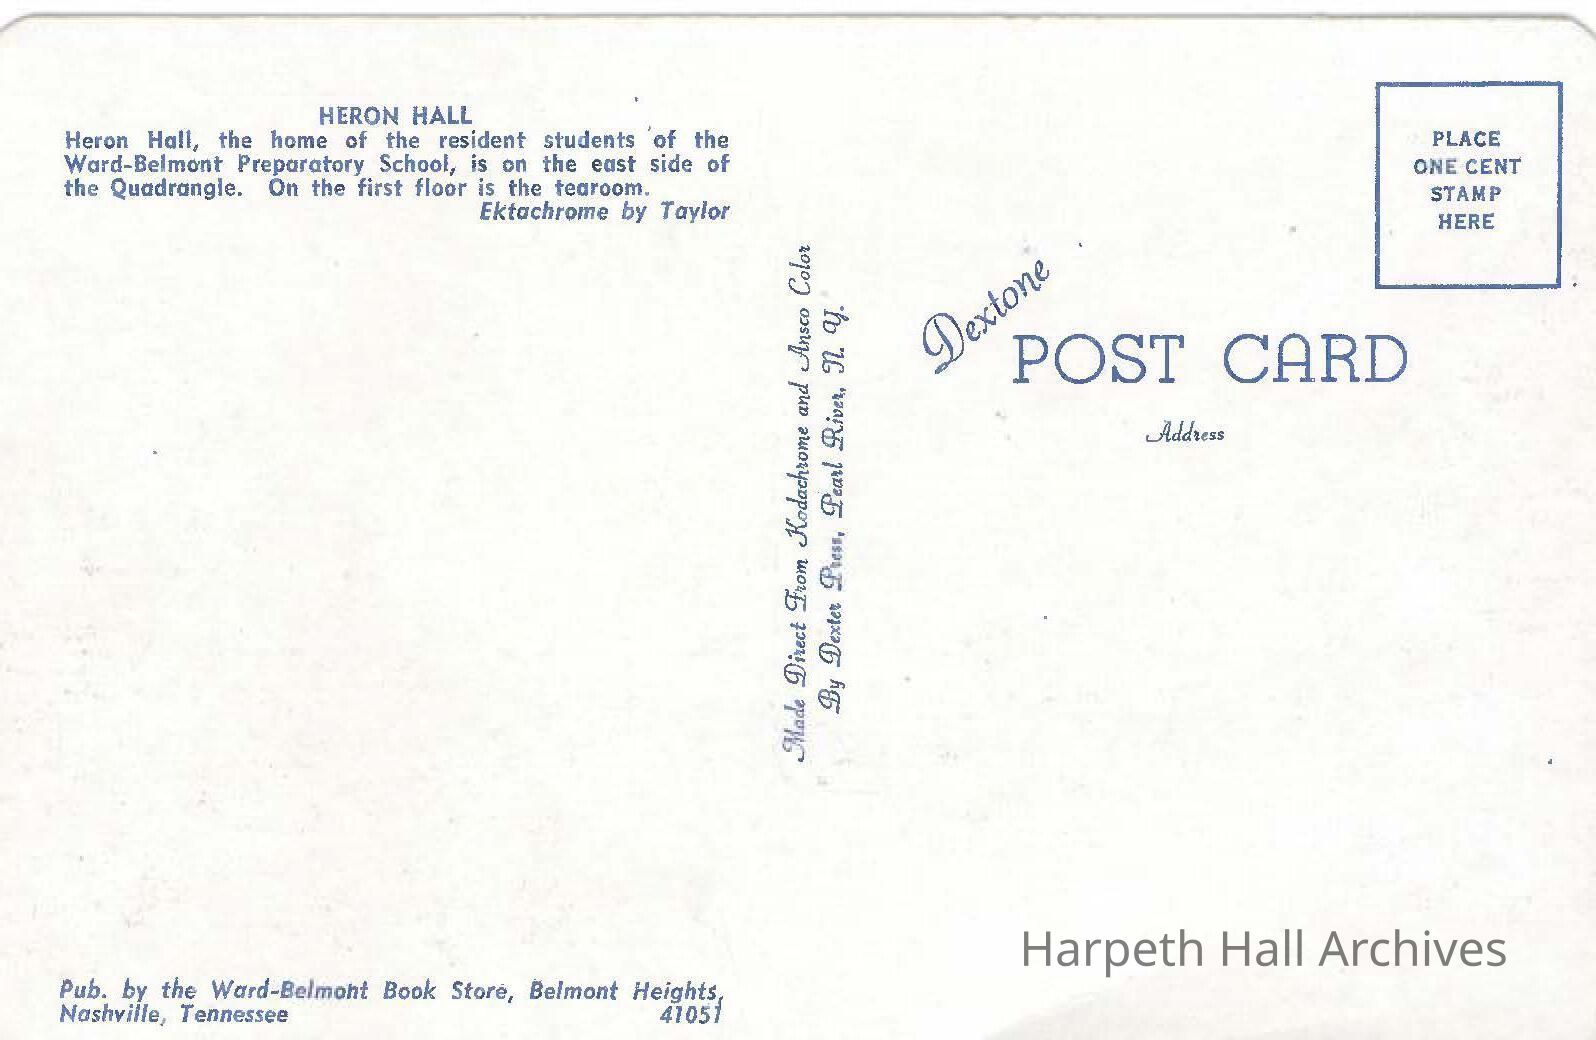 HERON HALL
Heron Hall, the home of the resident students of the
Ward-Belmont Preparatory School, is on the east side of
the Quadrangle. On the first floor is the tearoom.
Ektachrome by Taylor
Pub. by the Ward-Belmont Book Store, Belmont Heights,
Nashville, Tennessee 41051
Made Direct From Kodachrome and Ansco Color
By Dexter Press, Pearl River, N. Y.
PLACE
ONE CENT
STAMP
HERE
Dextone
POST CARD
Address
Harpeth Hall Archives